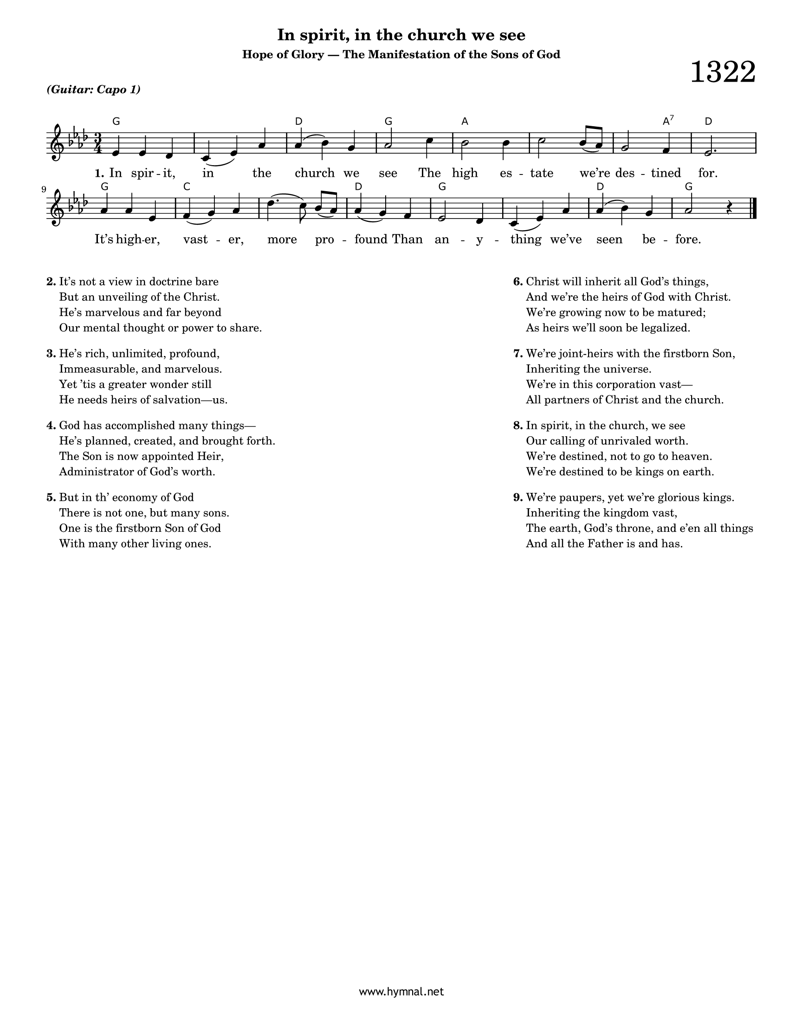 In spirit, in the church we see
Hope of Glory — The Manifestation of the Sons of God
1322
(Guitar: Capo 1)
G D G A A7 D
1. In spir - it, in the church we see The high es - tate we're des - tined for.
9
G C D G D G
It's high-er, vast - er, more pro - found Than an - y - thing we've seen be - fore.
2. It's not a view in doctrine bare
But an unveiling of the Christ.
He's marvelous and far beyond
Our mental thought or power to share.
3. He's rich, unlimited, profound,
Immeasurable, and marvelous.
Yet 'tis a greater wonder still
He needs heirs of salvation—us.
4. God has accomplished many things—
He's planned, created, and brought forth.
The Son is now appointed Heir,
Administrator of God's worth.
5. But in th' economy of God
There is not one, but many sons.
One is the firstborn Son of God
With many other living ones.
6. Christ will inherit all God's things,
And we're the heirs of God with Christ.
We're growing now to be matured;
As heirs we'll soon be legalized.
7. We're joint-heirs with the firstborn Son,
Inheriting the universe.
We're in this corporation vast—
All partners of Christ and the church.
8. In spirit, in the church, we see
Our calling of unrivaled worth.
We're destined, not to go to heaven.
We're destined to be kings on earth.
9. We're paupers, yet we're glorious kings.
Inheriting the kingdom vast,
The earth, God's throne, and e'en all things
And all the Father is and has.
www.hymnal.net